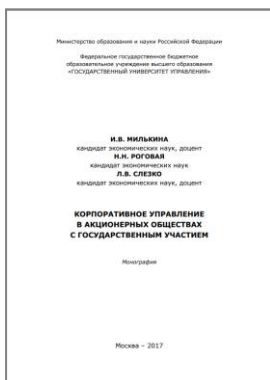 Министерство образования и науки Российской Федерации
Федеральное государственное бюджетное
образовательное учреждение высшего образования
«ГОСУДАРСТВЕННЫЙ УНИВЕРСИТЕТ УПРАВЛЕНИЯ»
И.В. МИЛЬКИНА
кандидат экономических наук, доцент
Н.Н. РОГОВАЯ
кандидат экономических наук
Л.В. СЛЕЗКО
кандидат экономических наук, доцент
КОРПОРАТИВНОЕ УПРАВЛЕНИЕ
В АКЦИОНЕРНЫХ ОБЩЕСТВАХ
С ГОСУДАРСТВЕННЫМ УЧАСТИЕМ
Монография
Москва – 2017